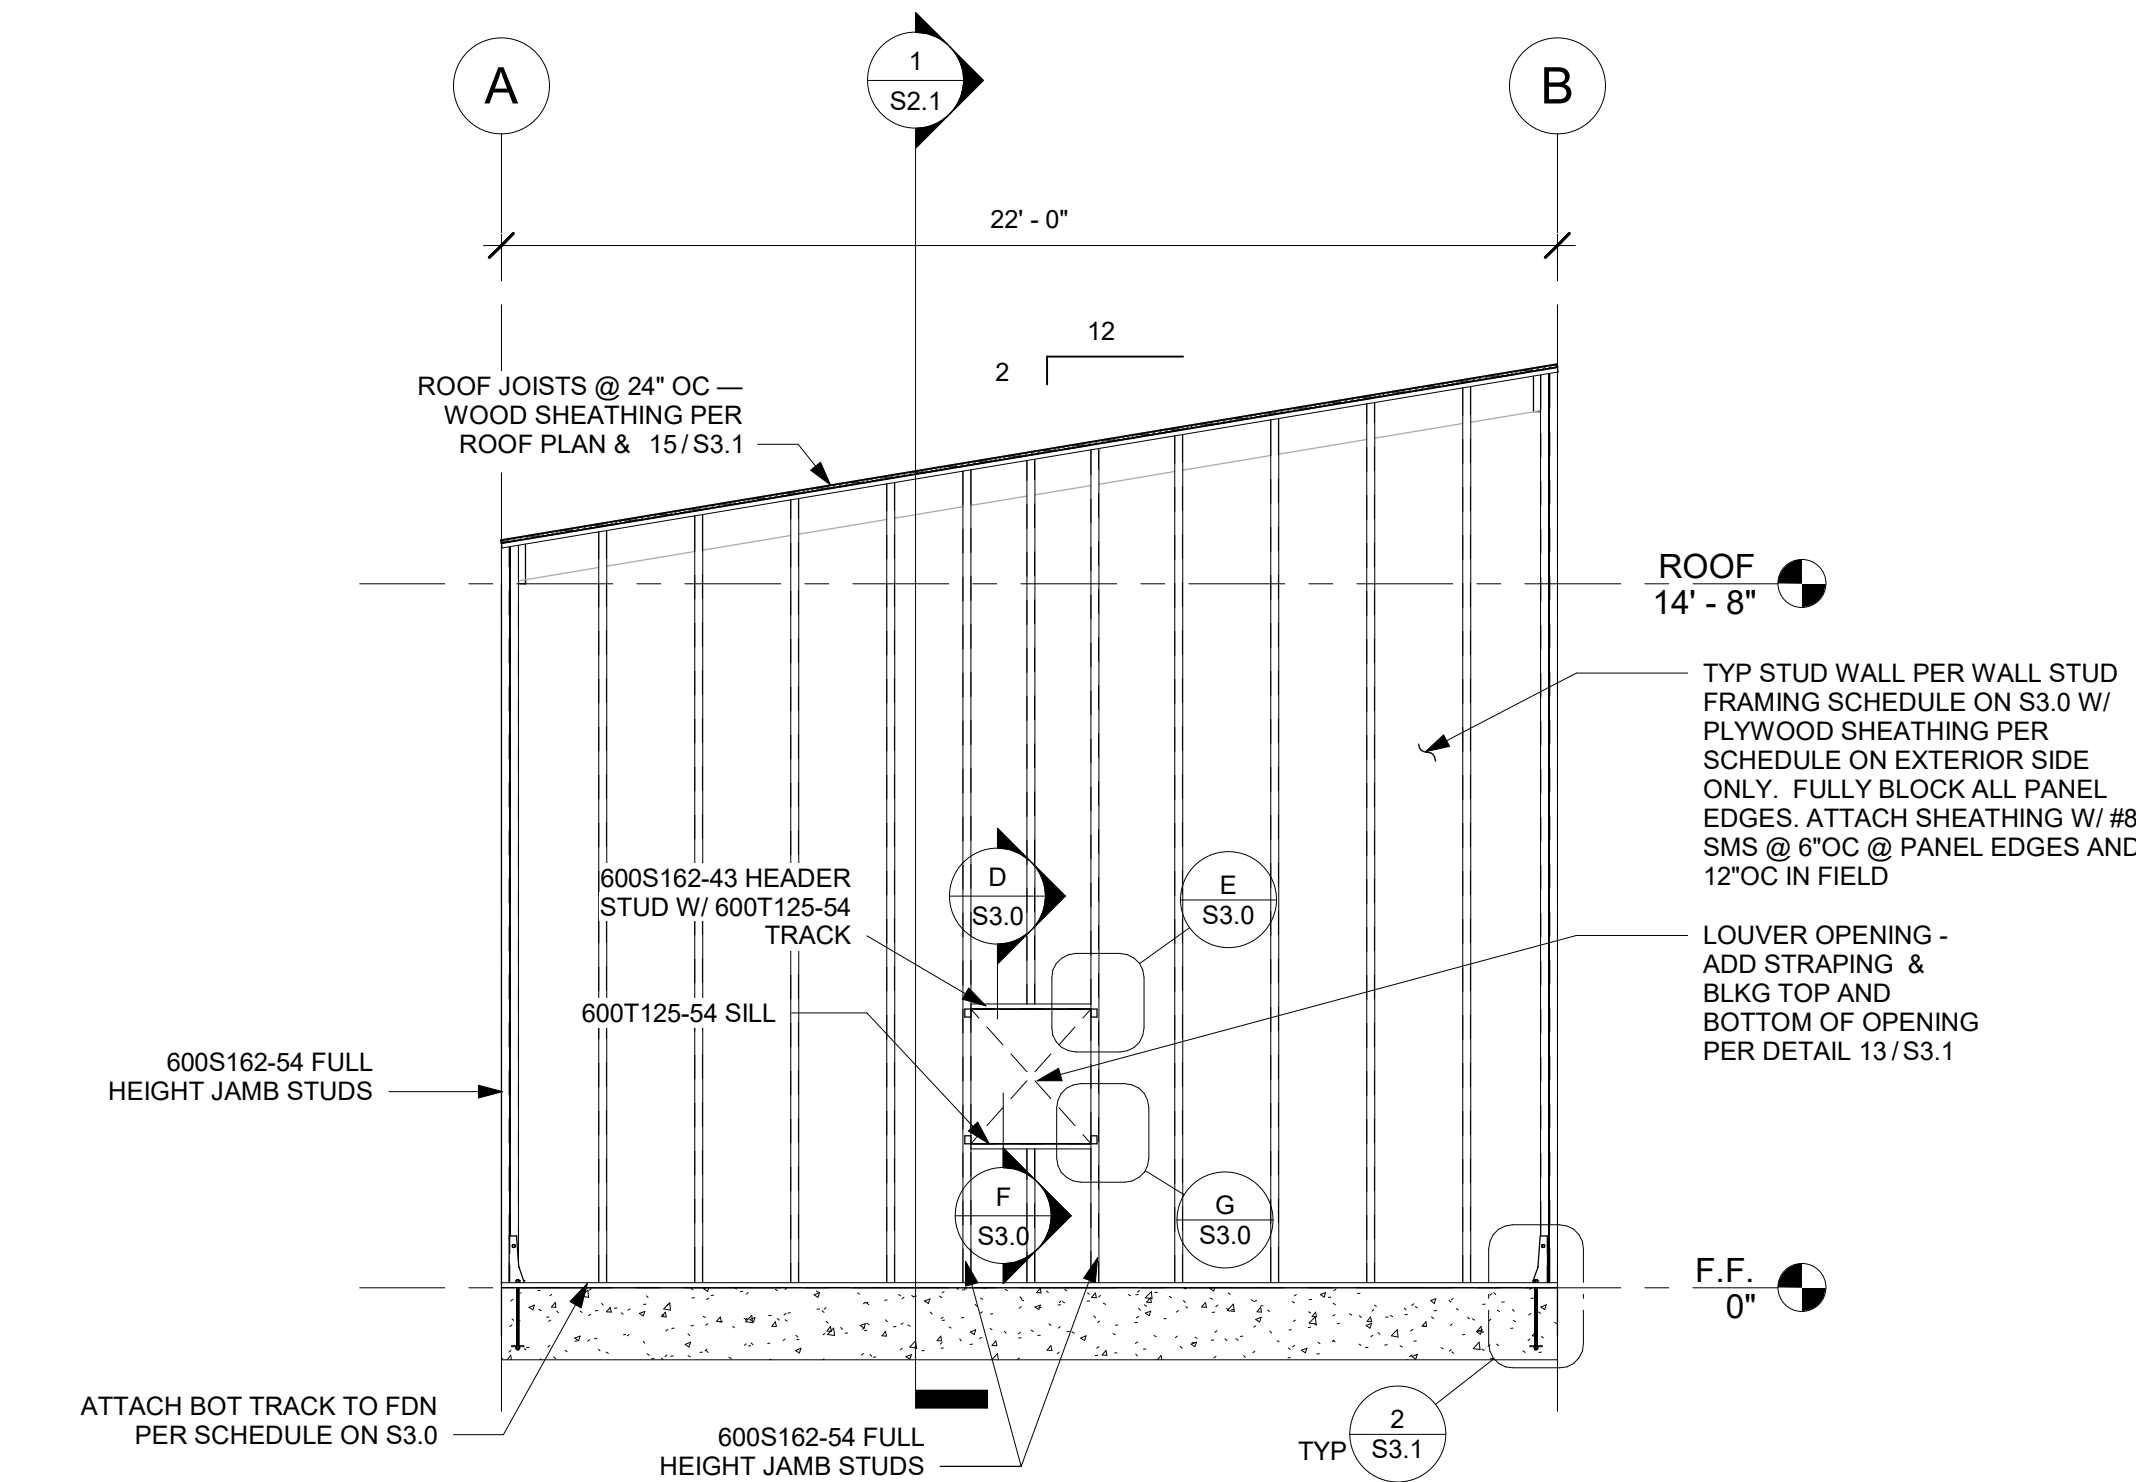 A
1
S2.1
B
22' - 0"
12
2
ROOF JOISTS @ 24" OC —
WOOD SHEATHING PER
ROOF PLAN & 15 / S3.1
ROOF
14' - 8"
TYP STUD WALL PER WALL STUD
FRAMING SCHEDULE ON S3.0 W/
PLYWOOD SHEATHING PER
SCHEDULE ON EXTERIOR SIDE
ONLY. FULLY BLOCK ALL PANEL
EDGES. ATTACH SHEATHING W/ #8
SMS @ 6"OC @ PANEL EDGES AND
12"OC IN FIELD
600S162-43 HEADER
STUD W/ 600T125-54
TRACK
D
S3.0
E
S3.0
LOUVER OPENING -
ADD STRAPING &
BLKG TOP AND
BOTTOM OF OPENING
PER DETAIL 13 / S3.1
600T125-54 SILL
600S162-54 FULL
HEIGHT JAMB STUDS
F
S3.0
G
S3.0
F.F.
0"
ATTACH BOT TRACK TO FDN
PER SCHEDULE ON S3.0
600S162-54 FULL
HEIGHT JAMB STUDS
TYP
2
S3.1